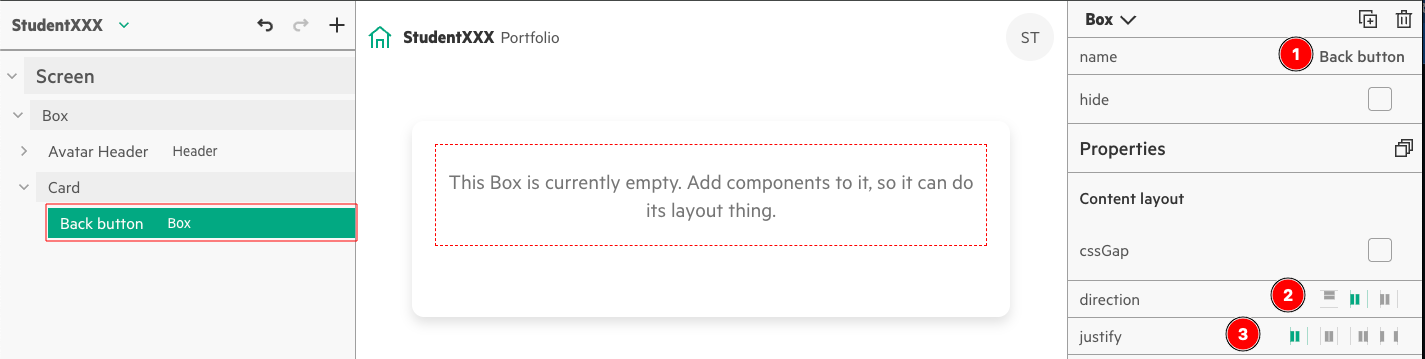 StudentXXX
Screen
Box
Avatar Header Header
Card
Back button Box
StudentXXX Portfolio
ST
This Box is currently empty. Add components to it, so it can do
its layout thing.
Box
name 1 Back button
hide
Properties
Content layout
cssGap
direction 2
justify 3